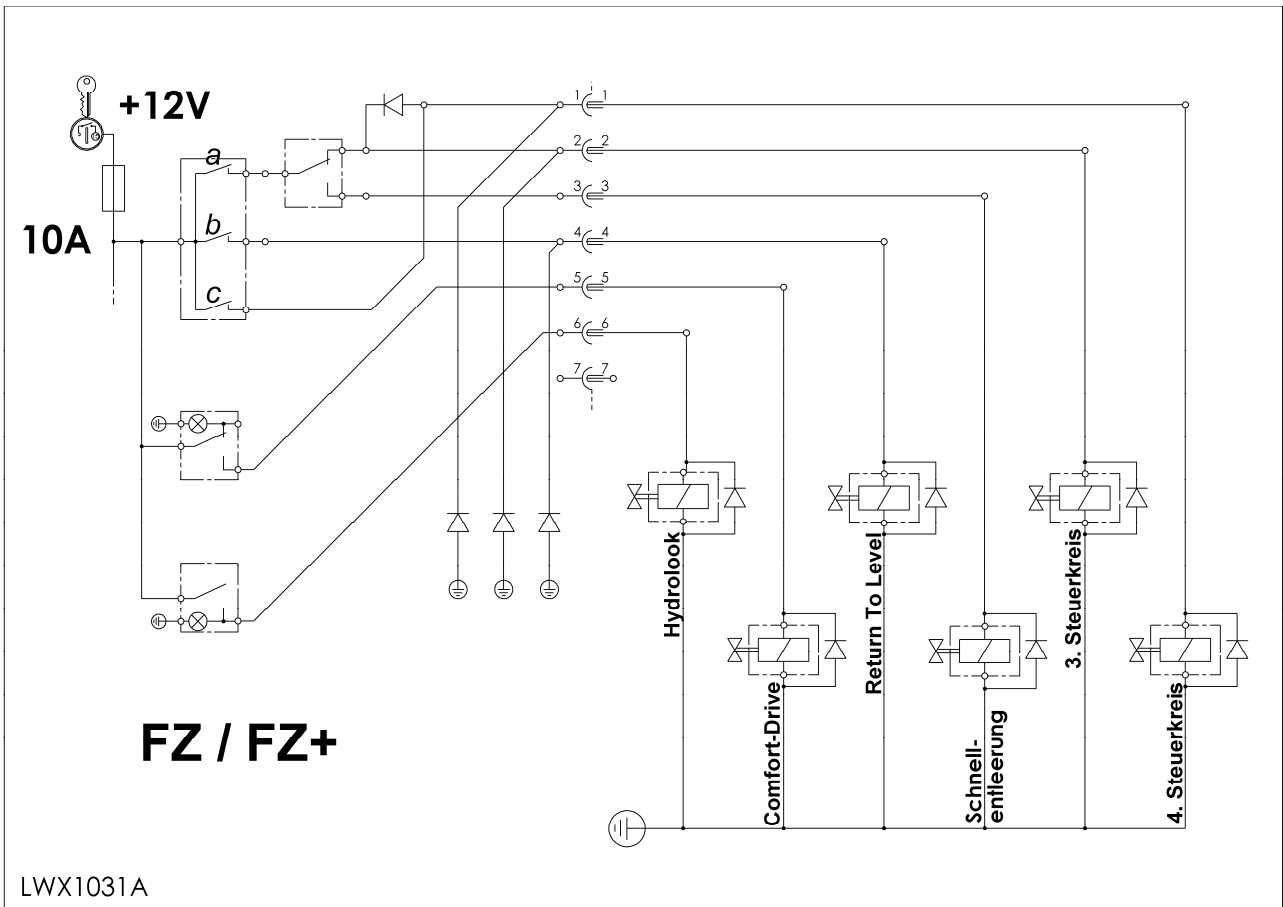 +12V
10A
a
b
c
1 1
2 2
3 3
4 4
5 5
6 6
7 7
Hydrolook
Comfort-Drive
Return To Level
Schnell-
entleerung
3. Steuerkreis
4. Steuerkreis
FZ / FZ+
LWX1031A